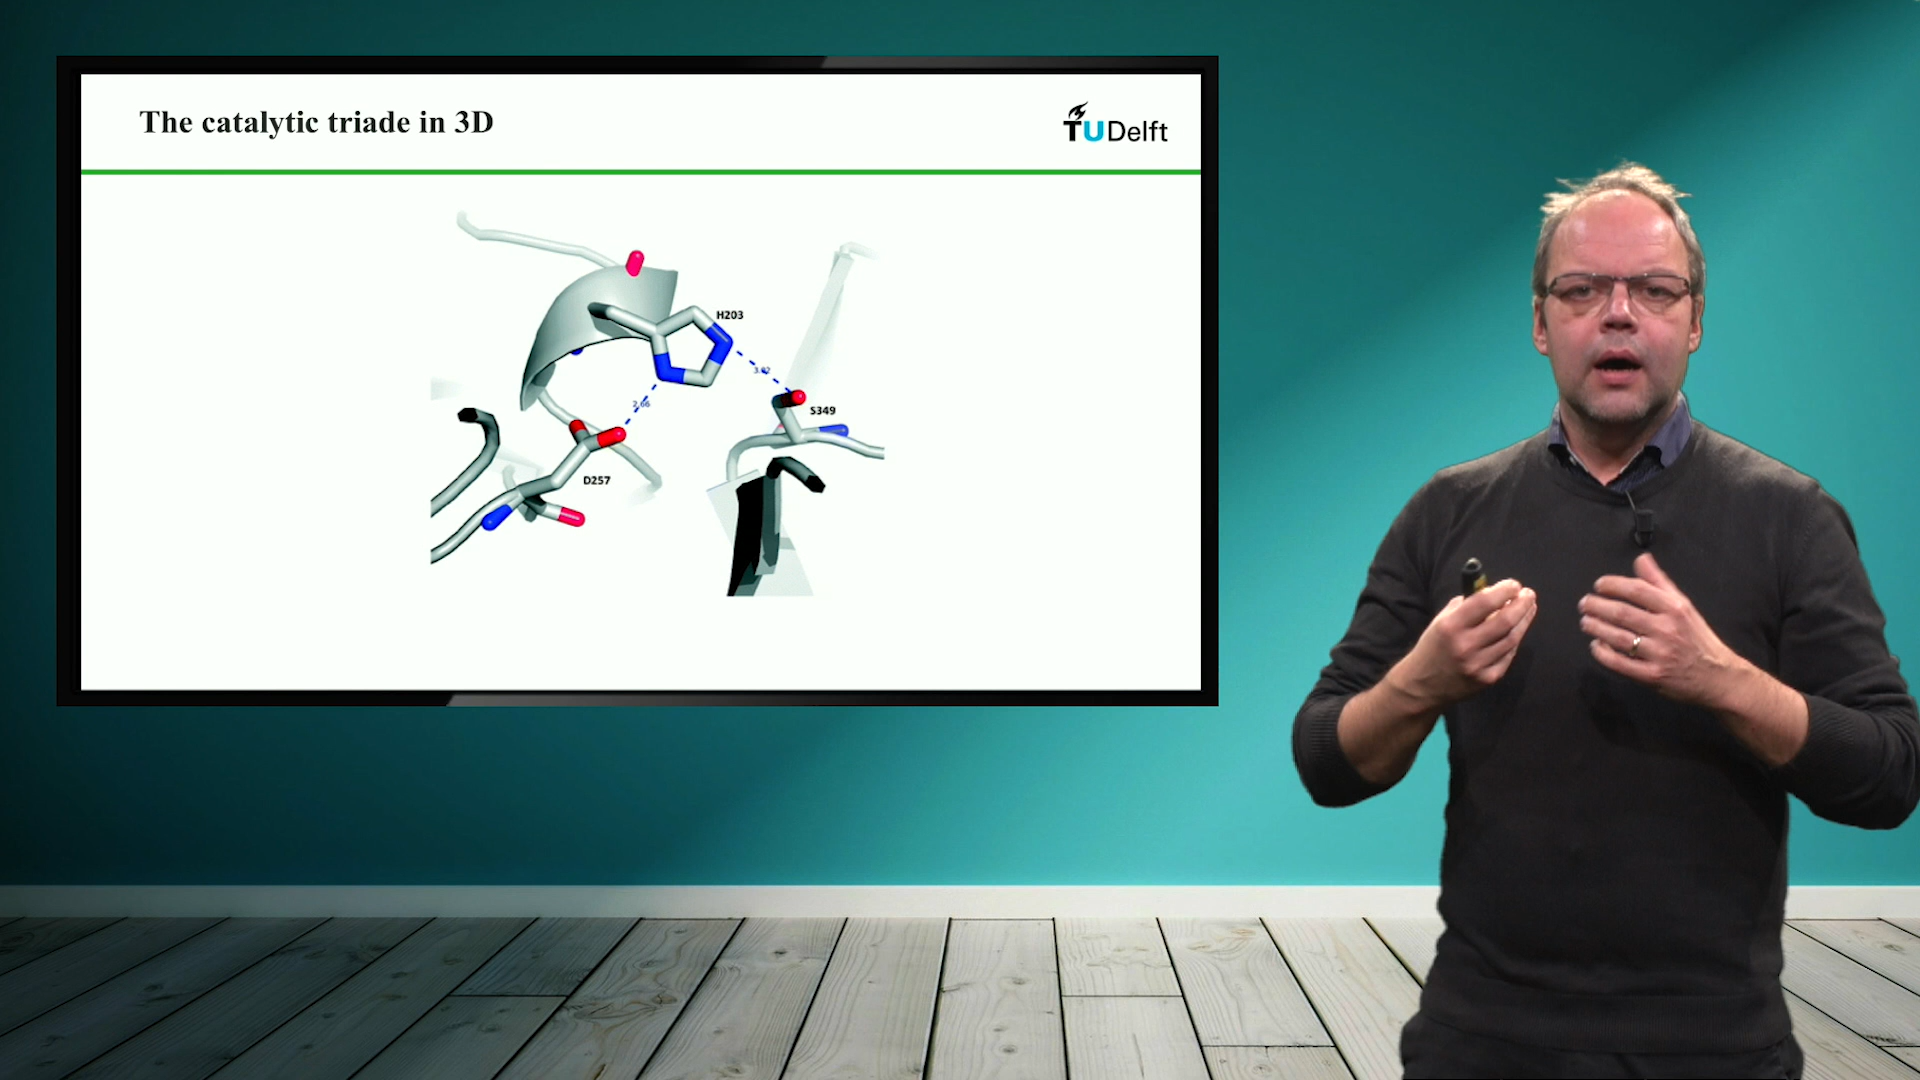 The catalytic triade in 3D
TUDelft
H203
S349
D257